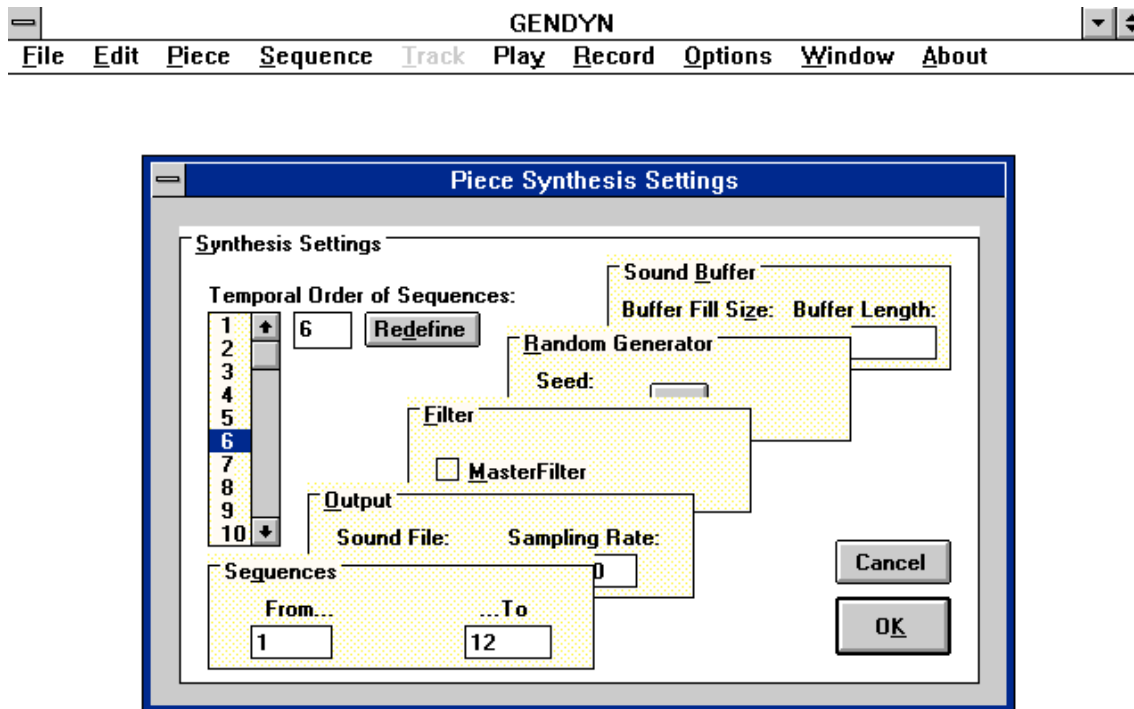 GENDYN
File Edit Piece Sequence Track Play Record Options Window About
Piece Synthesis Settings
Synthesis Settings
Temporal Order of Sequences:
1
2
3
4
5
6
7
8
9
10
6
Redefine
Sound Buffer
Buffer Fill Size: Buffer Length:
Random Generator
Seed:
Filter
MasterFilter
Output
Sound File: Sampling Rate:
0
Sequences
From... ...To
1 12
Cancel
OK